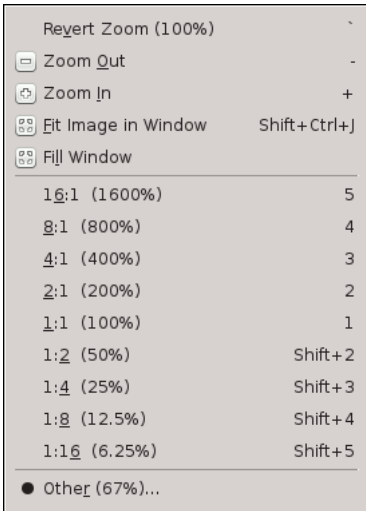 Revert Zoom (100%) `
Zoom Out -
Zoom In +
Fit Image in Window Shift+Ctrl+J
Fill Window
16:1 (1600%) 5
8:1 (800%) 4
4:1 (400%) 3
2:1 (200%) 2
1:1 (100%) 1
1:2 (50%) Shift+2
1:4 (25%) Shift+3
1:8 (12.5%) Shift+4
1:16 (6.25%) Shift+5
Other (67%)...